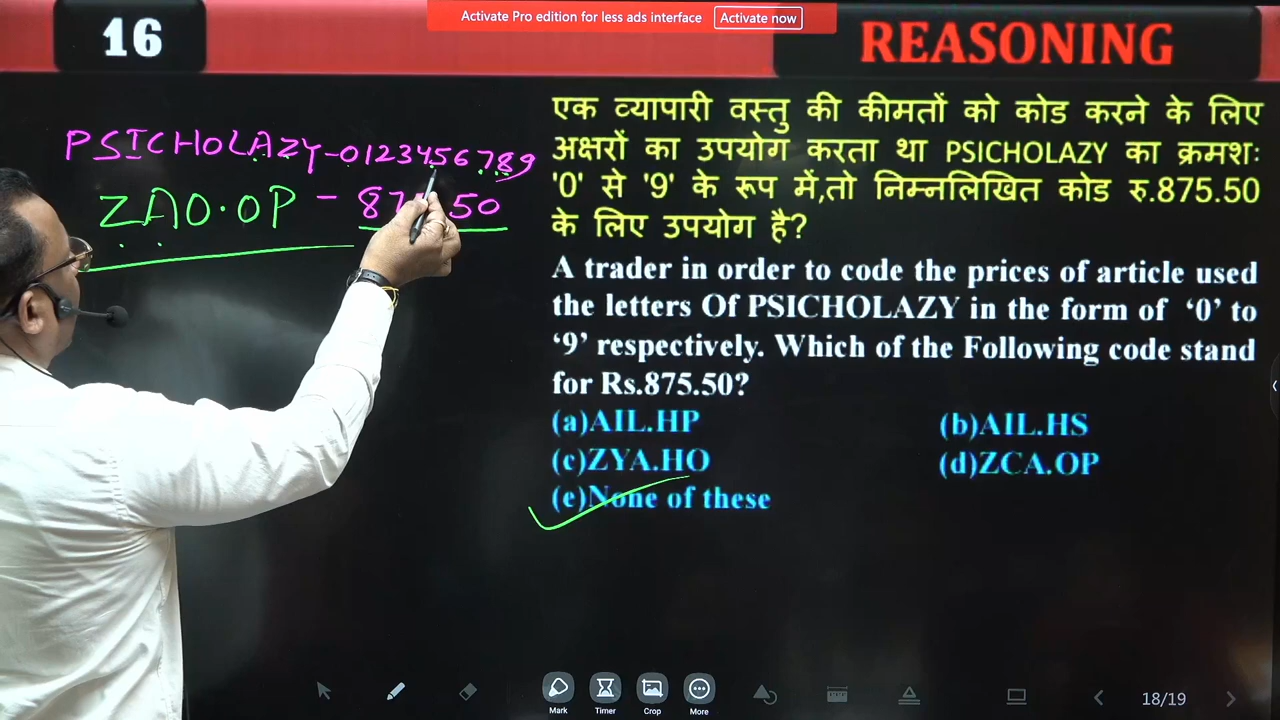 Activate Pro edition for less ads interface Activate now
16
REASONING
PSICHOLAZY-0123456789
ZAO.OP - 87 50
एक व्यापारी वस्तु की कीमतों को कोड करने के लिए
अक्षरों का उपयोग करता था PSICHOLAZY का क्रमशः
'0' से '9' के रूप में,तो निम्नलिखित कोड रु.875.50
के लिए उपयोग है?
A trader in order to code the prices of article used
the letters Of PSICHOLAZY in the form of ‘0’ to
‘9’ respectively. Which of the Following code stand
for Rs.875.50?
(a)AIL.HP
(b)AIL.HS
(c)ZYA.HO
(d)ZCA.OP
(e)None of these
Mark
Timer
Crop
More
18/19